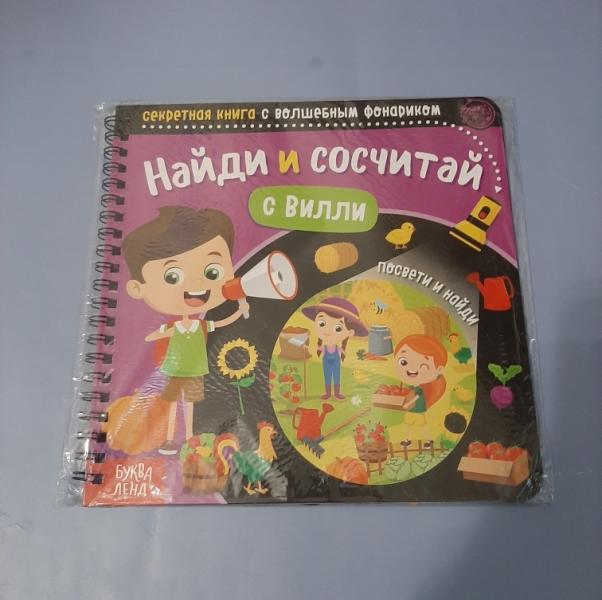 секретная книга с волшебным фонариком
Найди и сосчитай
с Вилли
посвети и найди
БУКВА
ЛЕНД